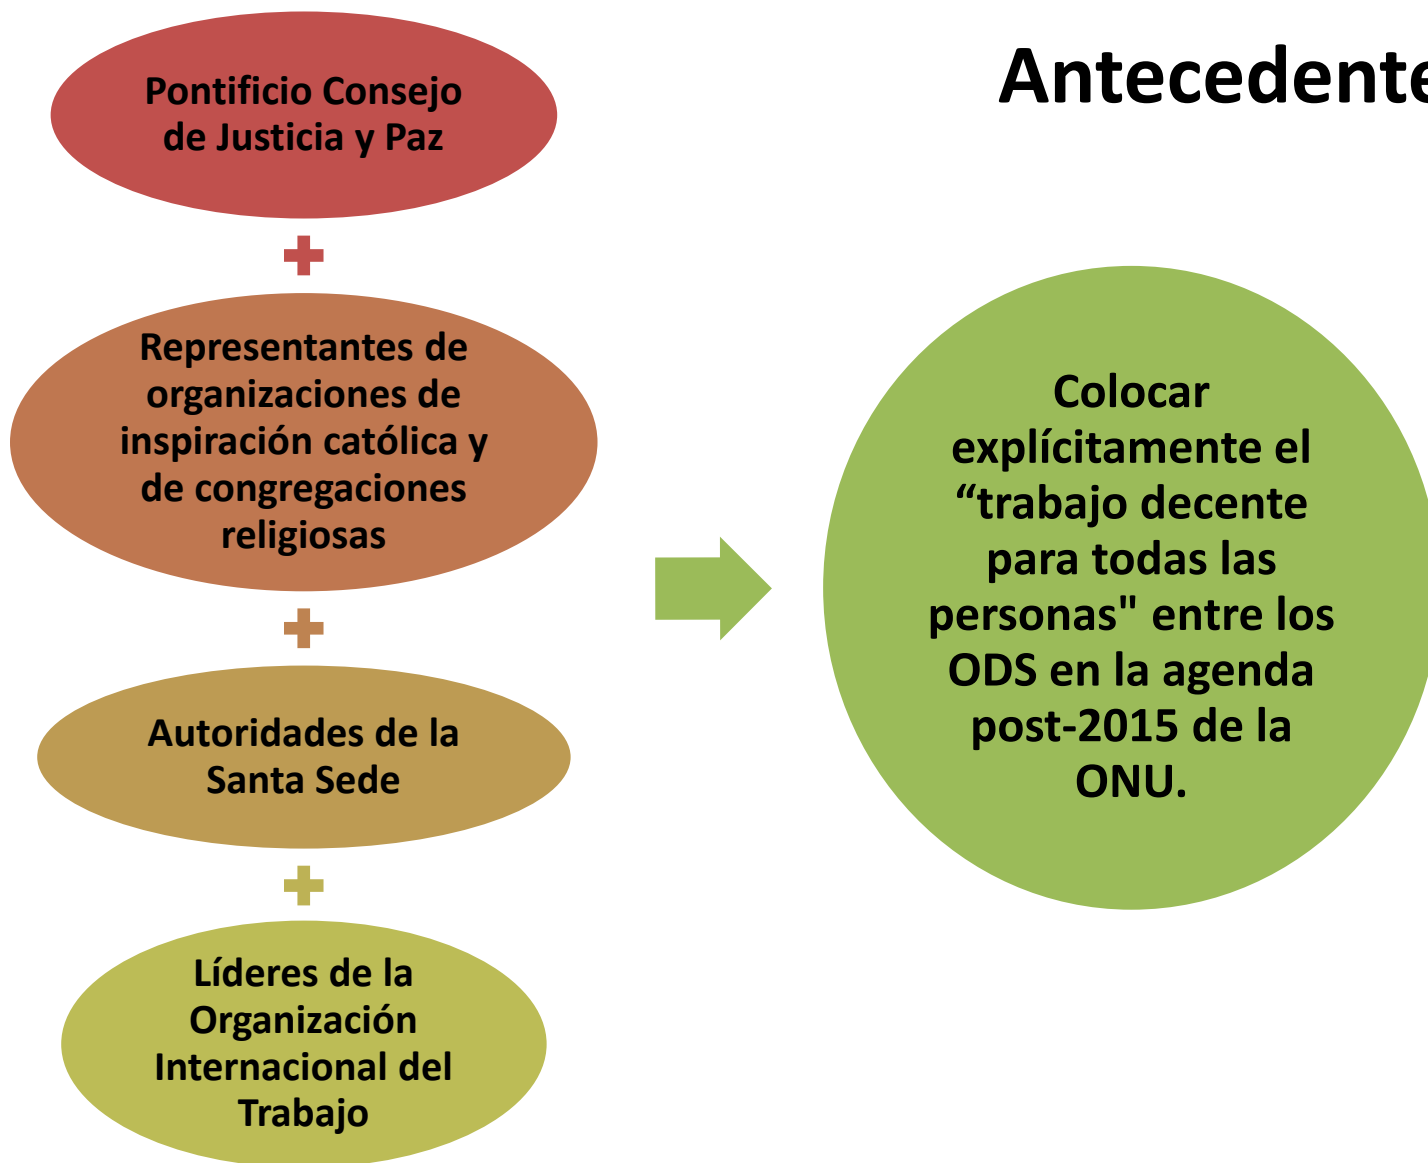 Antecedente
Pontificio Consejo
de Justicia y Paz
Representantes de
organizaciones de
inspiración católica y
de congregaciones
religiosas
Autoridades de la
Santa Sede
Líderes de la
Organización
Internacional del
Trabajo
Colocar
explícitamente el
“trabajo decente
para todas las
personas" entre los
ODS en la agenda
post-2015 de la
ONU.